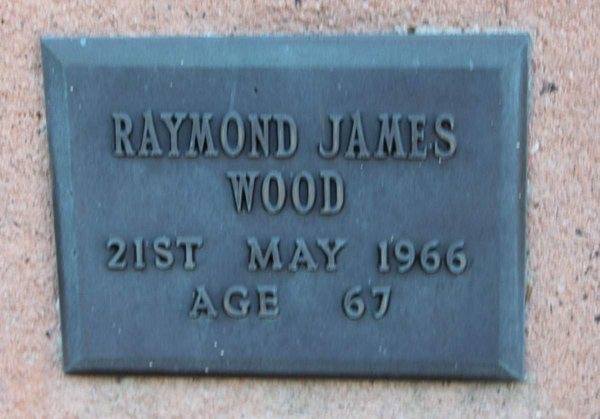 RAYMOND JAMES
WOOD
21ST MAY 1966
AGE 67